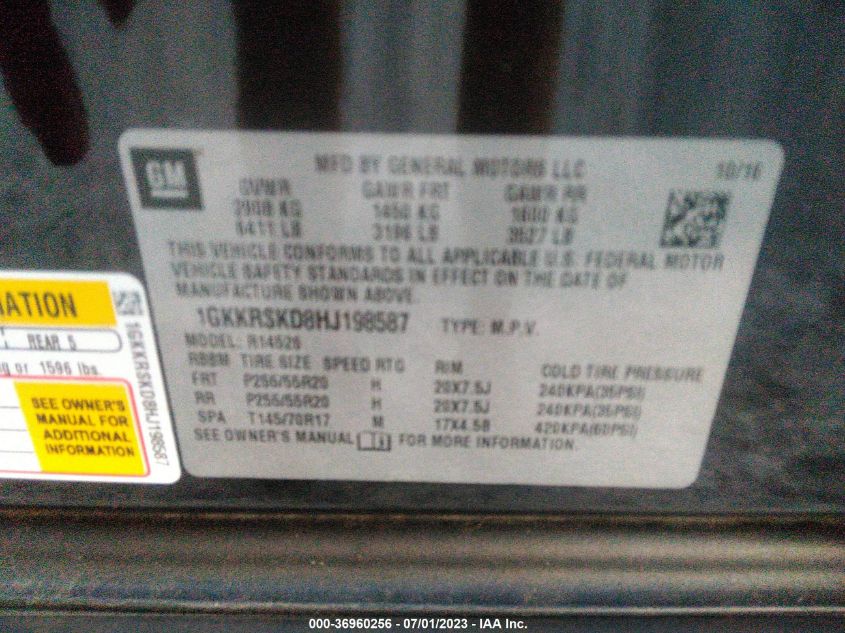 GM
MFD BY GENERAL MOTORS LLC
10/16
GVWR GAWR FRT GAWR RR
2908 KG 1450 KG 1600 KG
6411 LB 3196 LB 3527 LB
THIS VEHICLE CONFORMS TO ALL APPLICABLE U.S. FEDERAL MOTOR
VEHICLE SAFETY STANDARDS IN EFFECT ON THE DATE OF
MANUFACTURE SHOWN ABOVE.
1GKKRSKD8HJ198587 TYPE: M.P.V.
MODEL: R14526
TIRE SIZE SPEED RTG RIM COLD TIRE PRESSURE
FRT P255/55R20 H 20X7.5J 240KPA(35PSI)
RR P255/55R20 H 20X7.5J 240KPA(35PSI)
SPA T145/70R17 M 17X4.5B 420KPA(60PSI)
SEE OWNER'S MANUAL FOR MORE INFORMATION.
MATION
REAR 5
g or 1596 lbs.
SEE OWNER'S
MANUAL FOR
ADDITIONAL
INFORMATION
1GKKRSKD8HJ198587
000-36960256 - 07/01/2023 - IAA Inc.